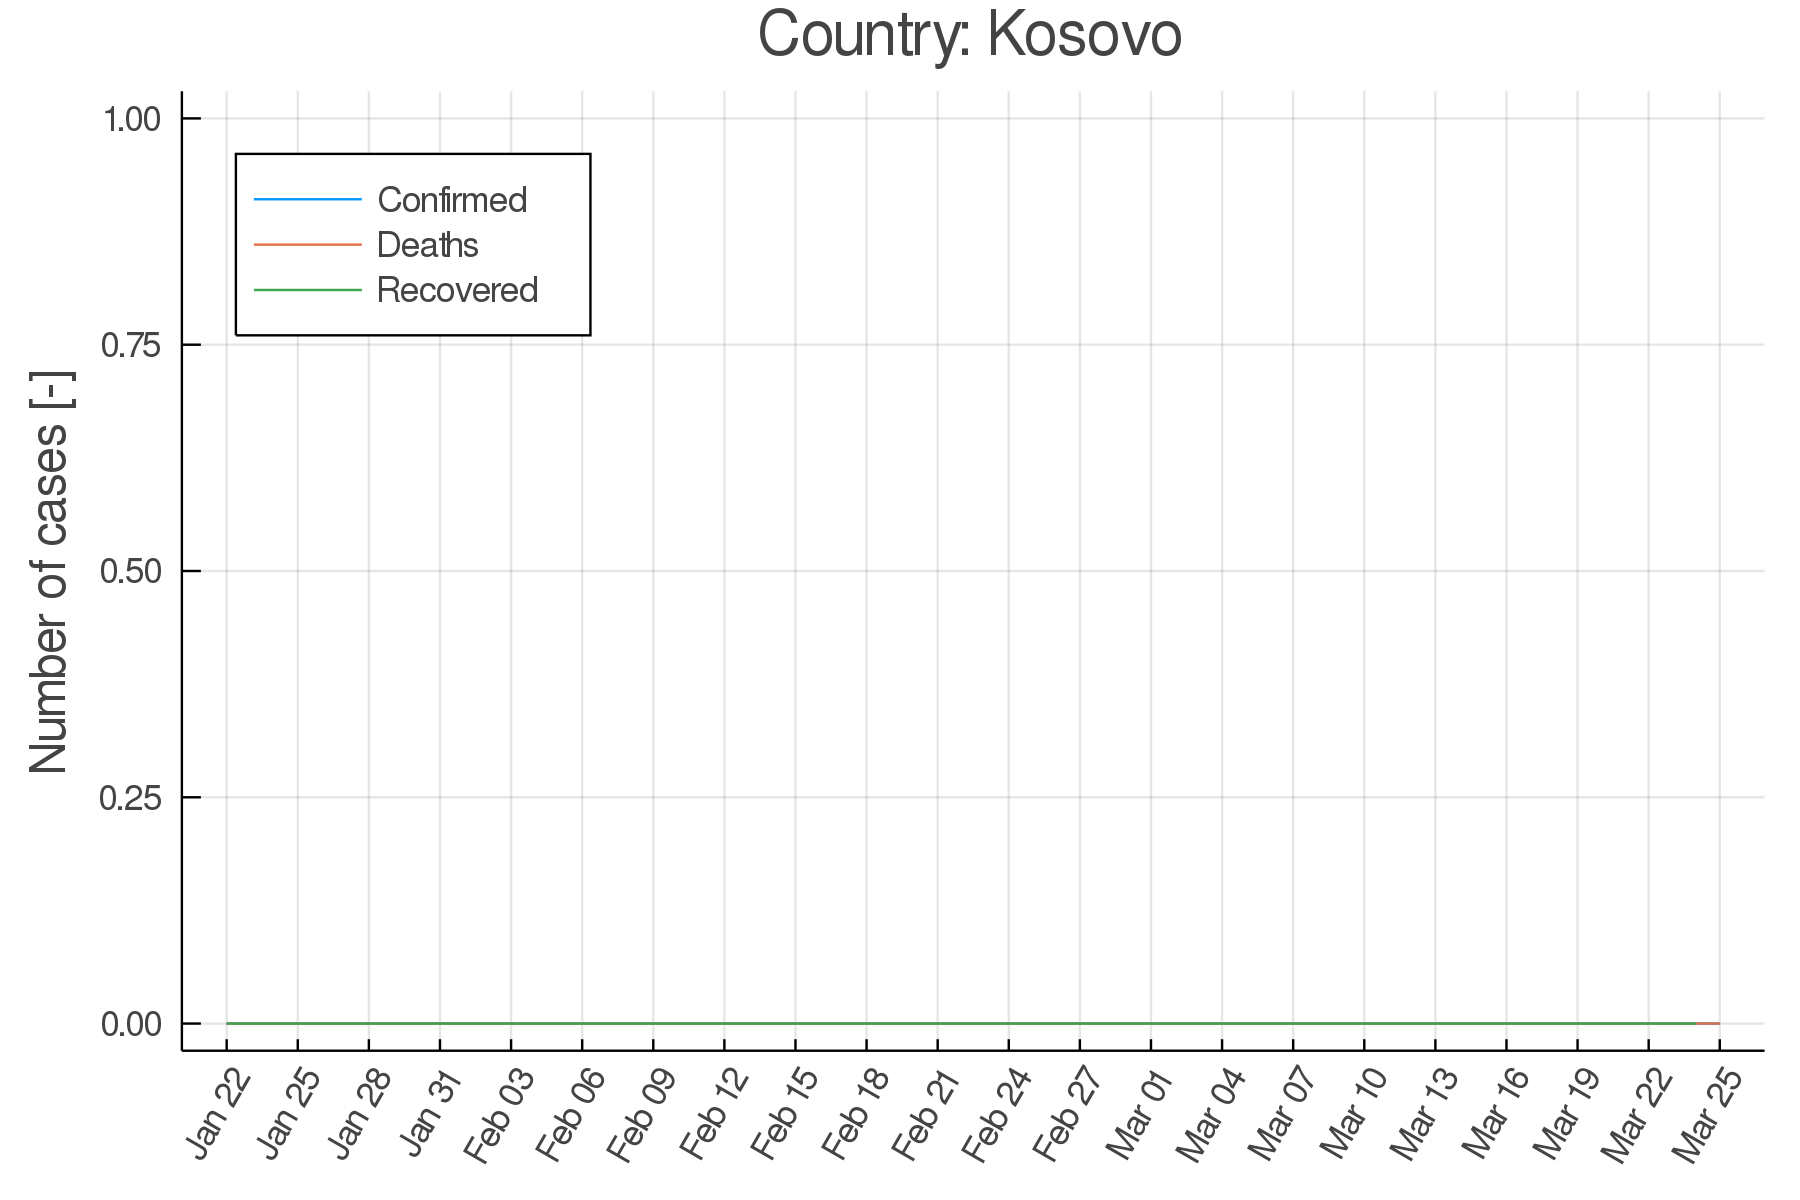 Country: Kosovo
1.00
0.75
0.50
0.25
0.00
Number of cases [-]
Confirmed
Deaths
Recovered
Jan 22
Jan 25
Jan 28
Jan 31
Feb 03
Feb 06
Feb 09
Feb 12
Feb 15
Feb 18
Feb 21
Feb 24
Feb 27
Mar 01
Mar 04
Mar 07
Mar 10
Mar 13
Mar 16
Mar 19
Mar 22
Mar 25